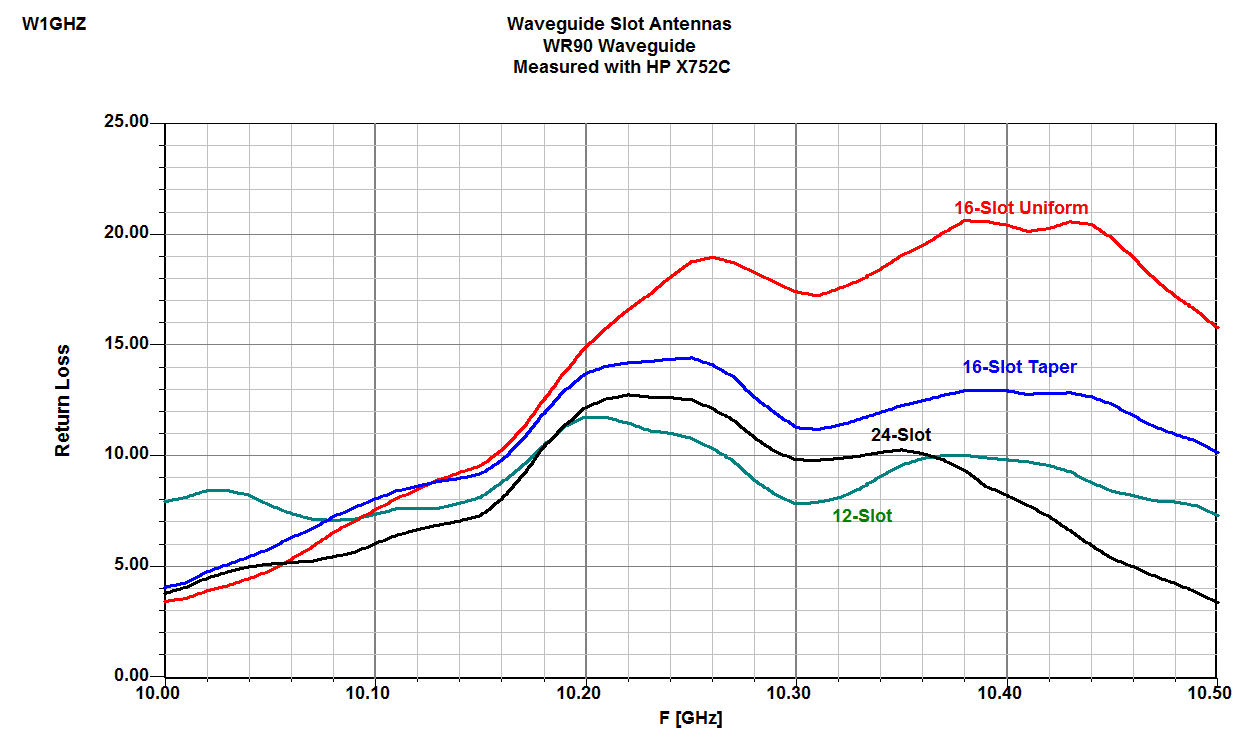 W1GHZ
Waveguide Slot Antennas
WR90 Waveguide
Measured with HP X752C
25.00
20.00
15.00
10.00
5.00
0.00
Return Loss
16-Slot Uniform
16-Slot Taper
24-Slot
12-Slot
10.00 10.10 10.20 10.30 10.40 10.50
F [GHz]